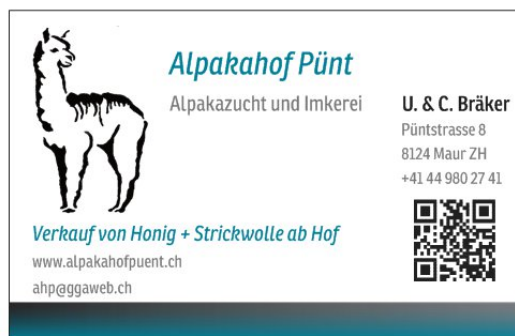 Alpakahof Pünt
Alpakazucht und Imkerei
U. & C. Bräker
Püntstrasse 8
8124 Maur ZH
+41 44 980 27 41
Verkauf von Honig + Strickwolle ab Hof
www.alpakahofpuent.ch
ahp@ggaweb.ch